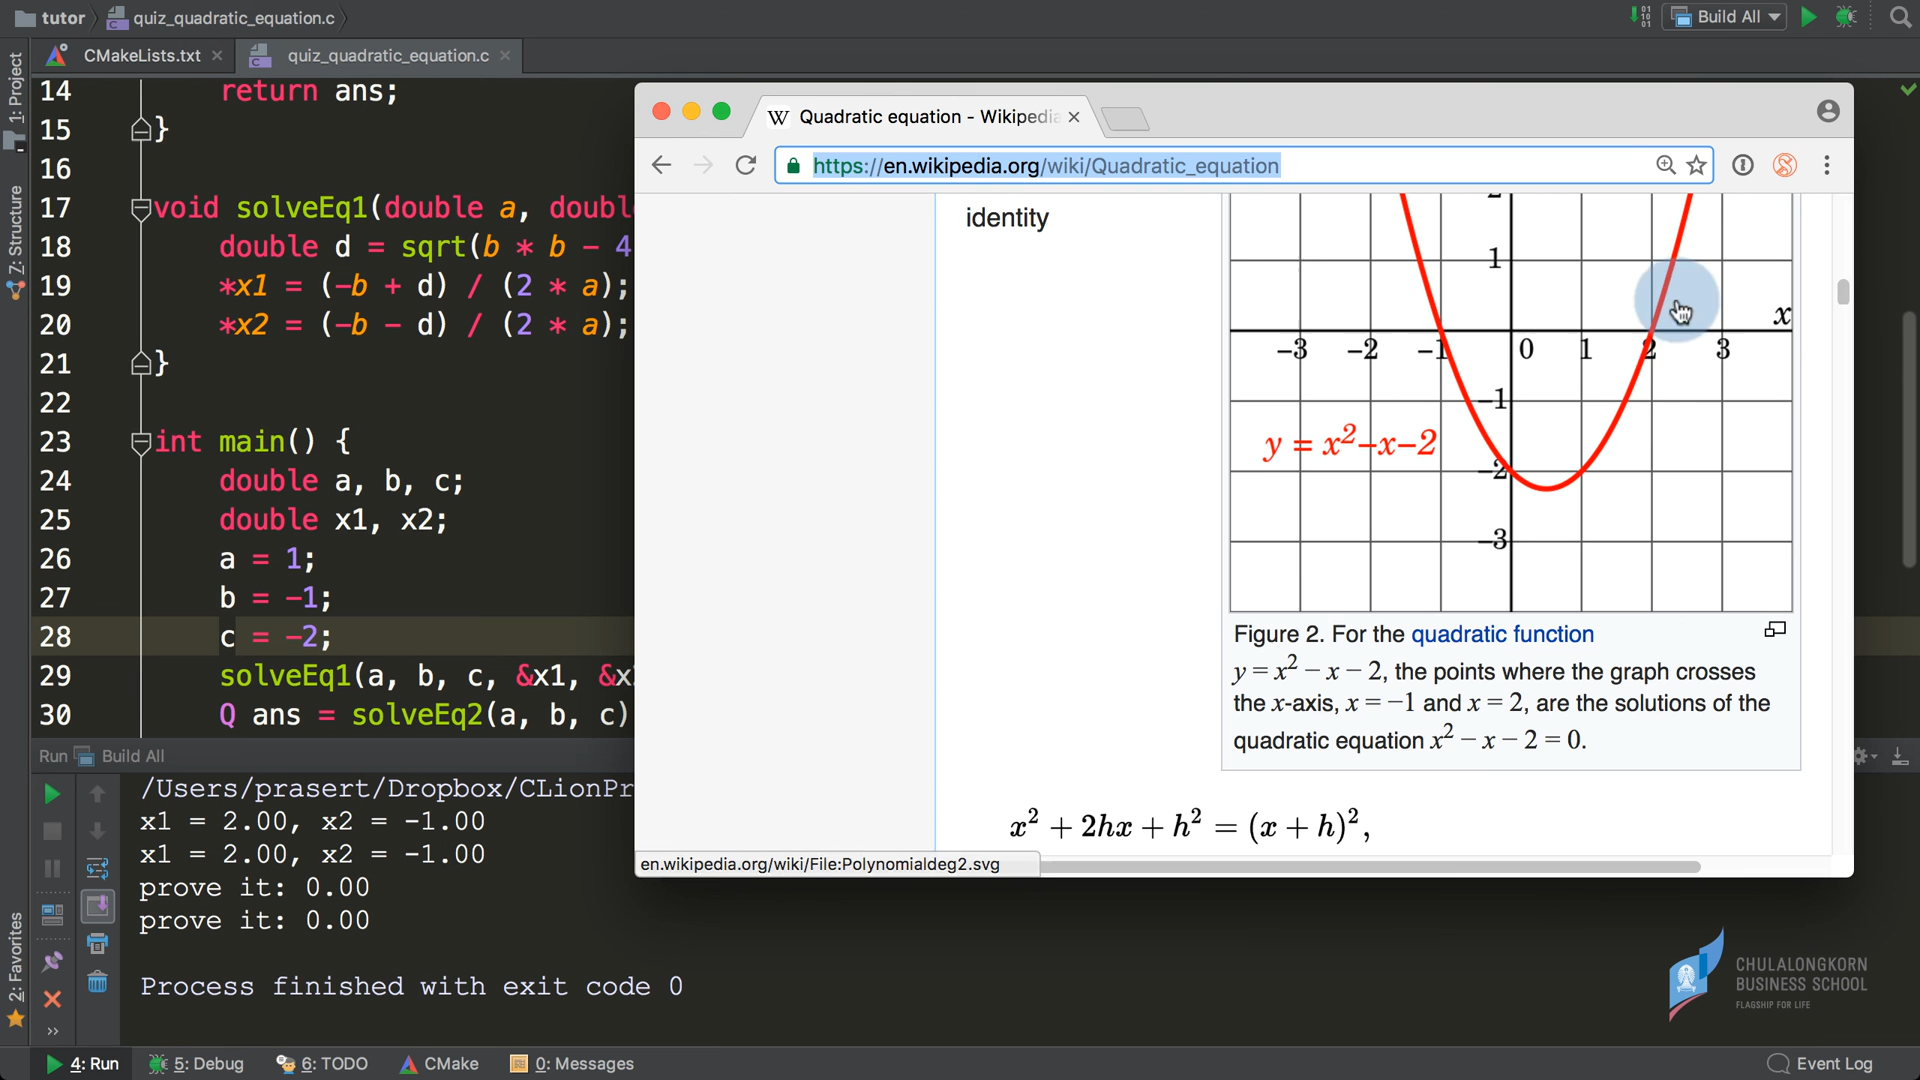 tutor quiz_quadratic_equation.c Build All
CMakeLists.txt quiz_quadratic_equation.c
1: Project
Z: Structure
2: Favorites
14 return ans;
15 }
16
17 void solveEq1(double a, doubl
18 double d = sqrt(b * b - 4
19 *x1 = (-b + d) / (2 * a);
20 *x2 = (-b - d) / (2 * a);
21 }
22
23 int main() {
24 double a, b, c;
25 double x1, x2;
26 a = 1;
27 b = -1;
28 c = -2;
29 solveEq1(a, b, c, &x1, &x
30 Q ans = solveEq2(a, b, c)
Quadratic equation - Wikipedia
https://en.wikipedia.org/wiki/Quadratic_equation
identity
2
1
x
-3 -2 -1 0 1 2 3
-1
y = x²−x−2
-2
-3
Figure 2. For the quadratic function
y = x² − x − 2, the points where the graph crosses
the x-axis, x = −1 and x = 2, are the solutions of the
quadratic equation x² − x − 2 = 0.
x² + 2hx + h² = (x + h)²,
en.wikipedia.org/wiki/File:Polynomialdeg2.svg
Run Build All
/Users/prasert/Dropbox/CLionPr
x1 = 2.00, x2 = -1.00
x1 = 2.00, x2 = -1.00
prove it: 0.00
prove it: 0.00
Process finished with exit code 0
CHULALONGKORN
BUSINESS SCHOOL
FLAGSHIP FOR LIFE
4: Run 5: Debug 6: TODO CMake 0: Messages Event Log